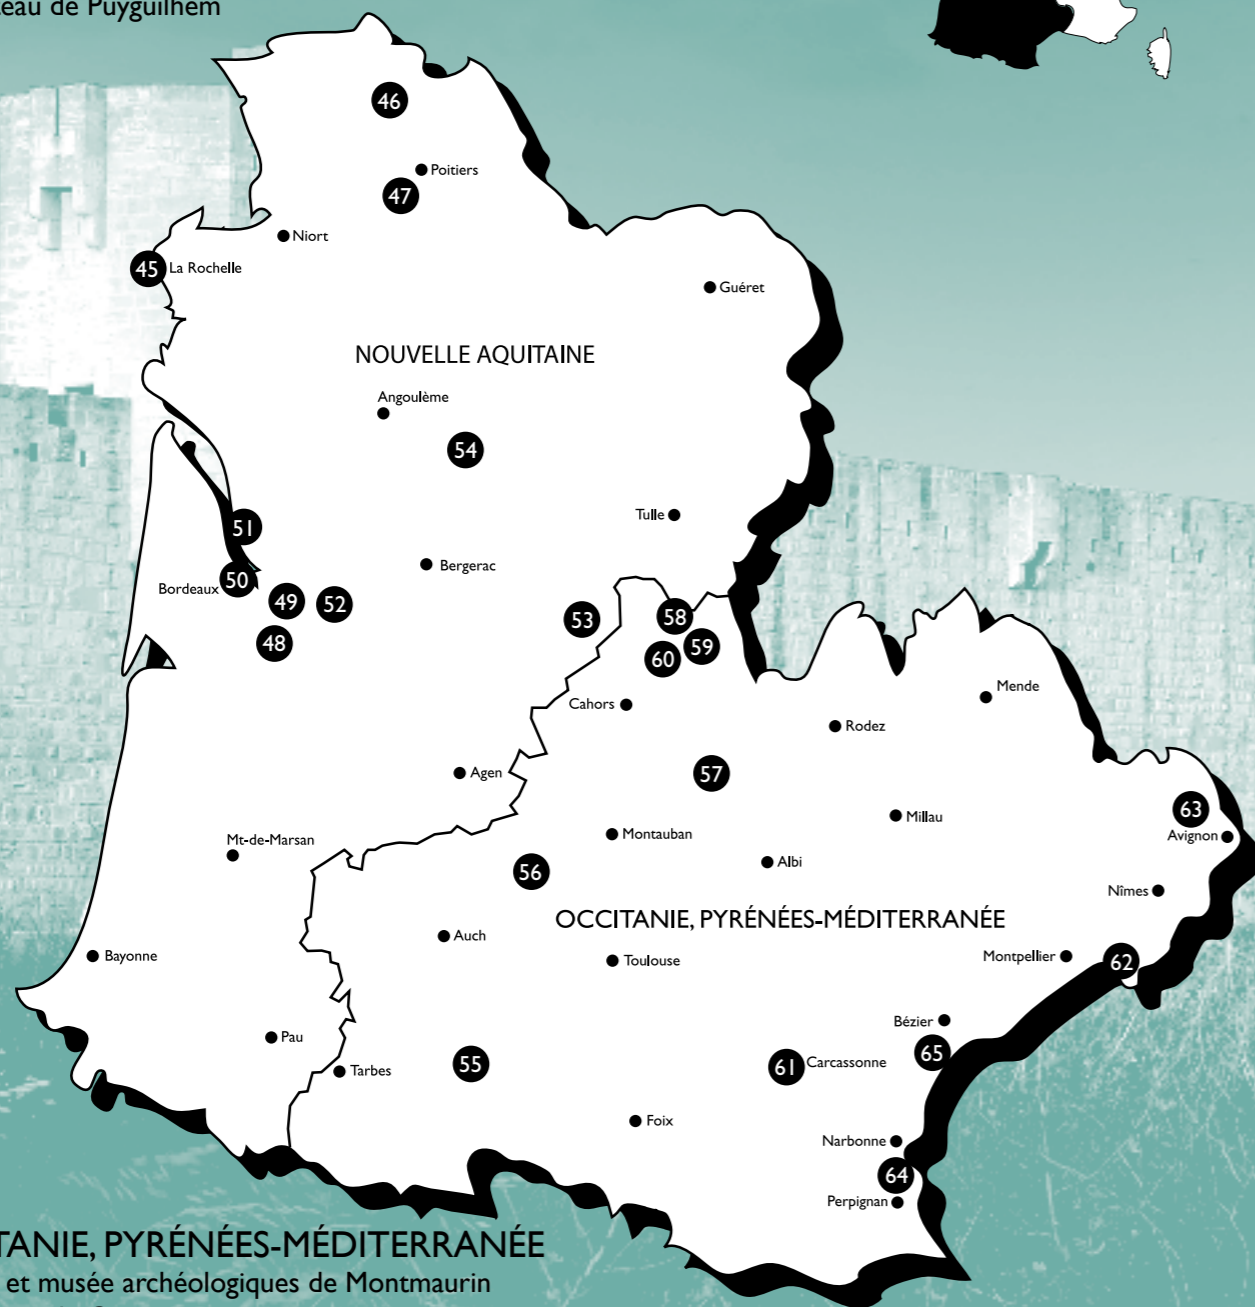 eau de Puyguilhem
46
Poitiers
47
Niort
45 La Rochelle
Guéret
NOUVELLE AQUITAINE
Angoulème
54
Tulle
51
Bergerac
50
Bordeaux
49
52
53
58
48
59
60
Mende
Cahors
Rodez
57
Agen
63
Millau
Montauban
Avignon
Mt-de-Marsan
Albi
56
Nîmes
OCCITANIE, PYRÉNÉES-MÉDITERRANÉE
Auch
Bayonne
Toulouse
Montpellier
62
Bézier
Pau
65
55
61 Carcassonne
Tarbes
Foix
Narbonne
64
Perpignan
TANIE, PYRÉNÉES-MÉDITERRANÉE
et musée archéologiques de Montmaurin